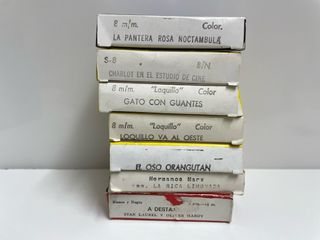 8 m/m. Color.
LA PANTERA ROSA NOCTAMBULA
S-8 B/N.
CHARLOT EN EL ESTUDIO DE CINE
8 m/m. "Loquillo" Color
GATO CON GUANTES
8 m/m. "Loquillo" Color
LOQUILLO VA AL OESTE
EL OSO ORANGUTAN
Hermanos Marx
LA RICA
Blanco y Negro
A DESTA
STAN LAUREL Y OLIVER HARDY